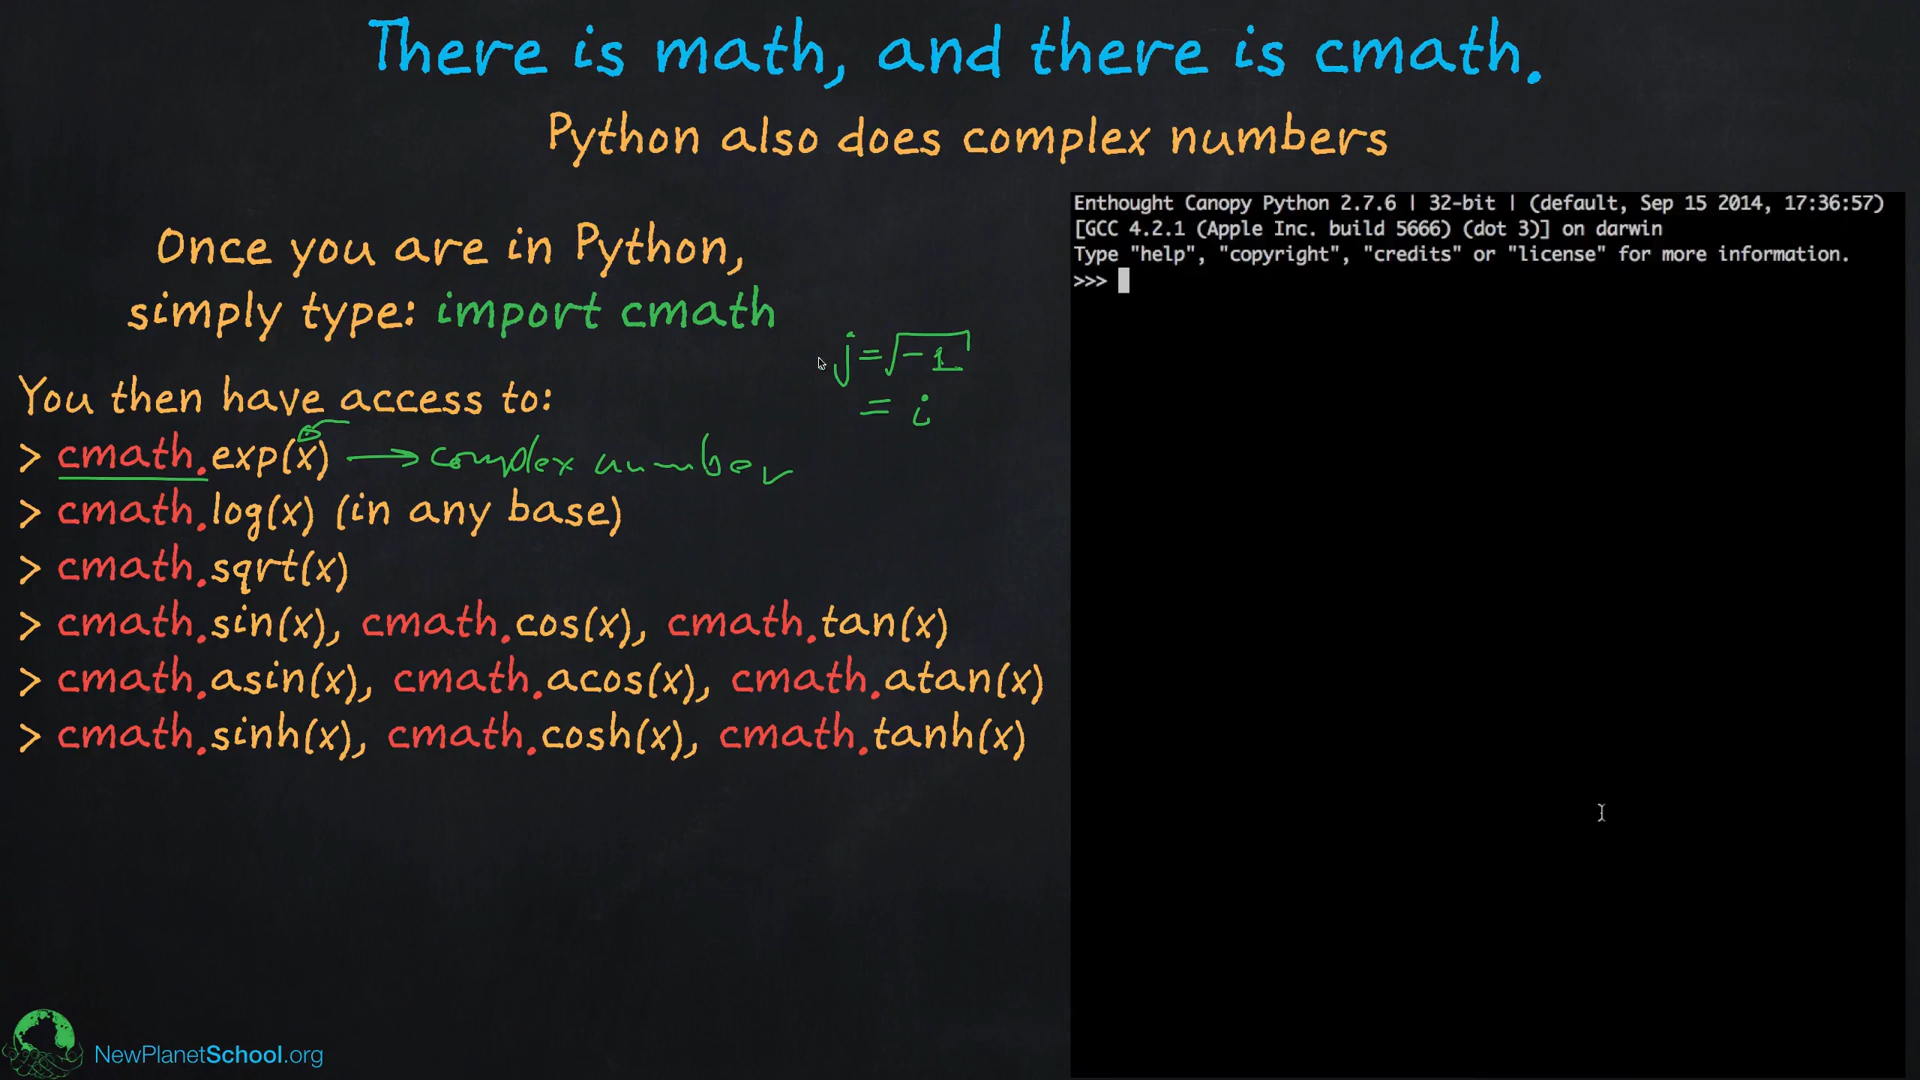 There is math, and there is cmath.
Python also does complex numbers
Once you are in Python,
simply type: import cmath
j = √-1
= i
You then have access to:
> cmath.exp(x) → complex number
> cmath.log(x) (in any base)
> cmath.sqrt(x)
> cmath.sin(x), cmath.cos(x), cmath.tan(x)
> cmath.asin(x), cmath.acos(x), cmath.atan(x)
> cmath.sinh(x), cmath.cosh(x), cmath.tanh(x)
Enthought Canopy Python 2.7.6 | 32-bit | (default, Sep 15 2014, 17:36:57)
[GCC 4.2.1 (Apple Inc. build 5666) (dot 3)] on darwin
Type "help", "copyright", "credits" or "license" for more information.
>>>
NewPlanetSchool.org